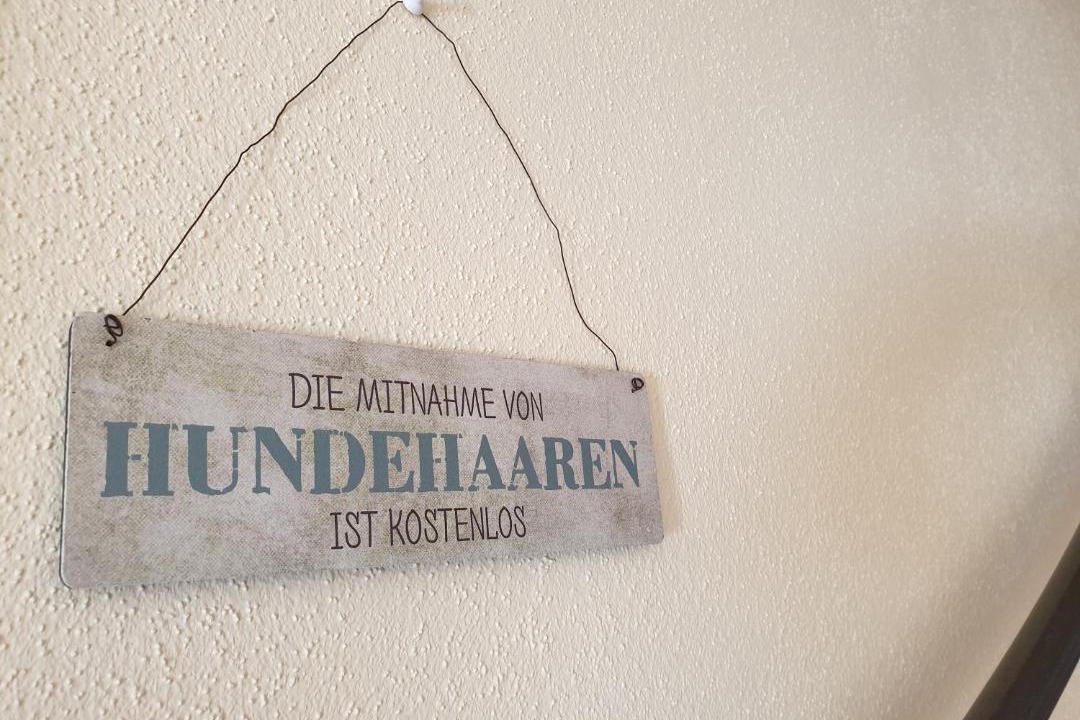 DIE MITNAHME VON
HUNDEHAAREN
IST KOSTENLOS